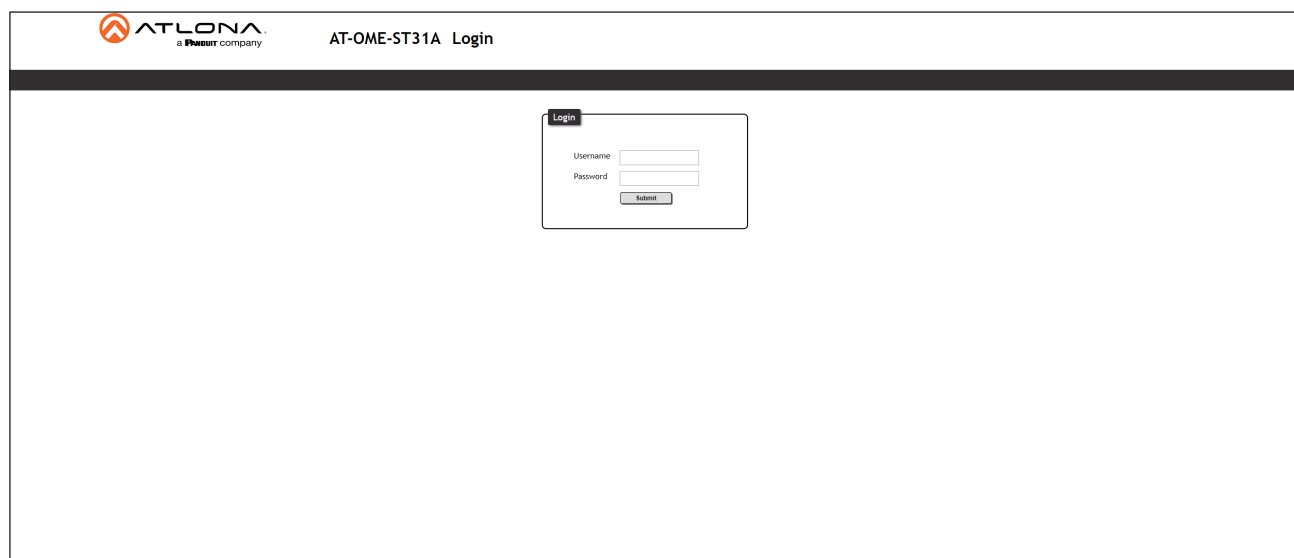 ATLONA.
a PANDUIT company
AT-OME-ST31A Login
Login
Username
Password
Submit